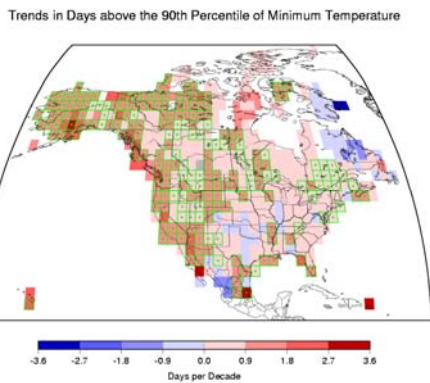 Trends in Days above the 90th Percentile of Minimum Temperature
-3.6 -2.7 -1.8 -0.9 0.0 0.9 1.8 2.7 3.6
Days per Decade